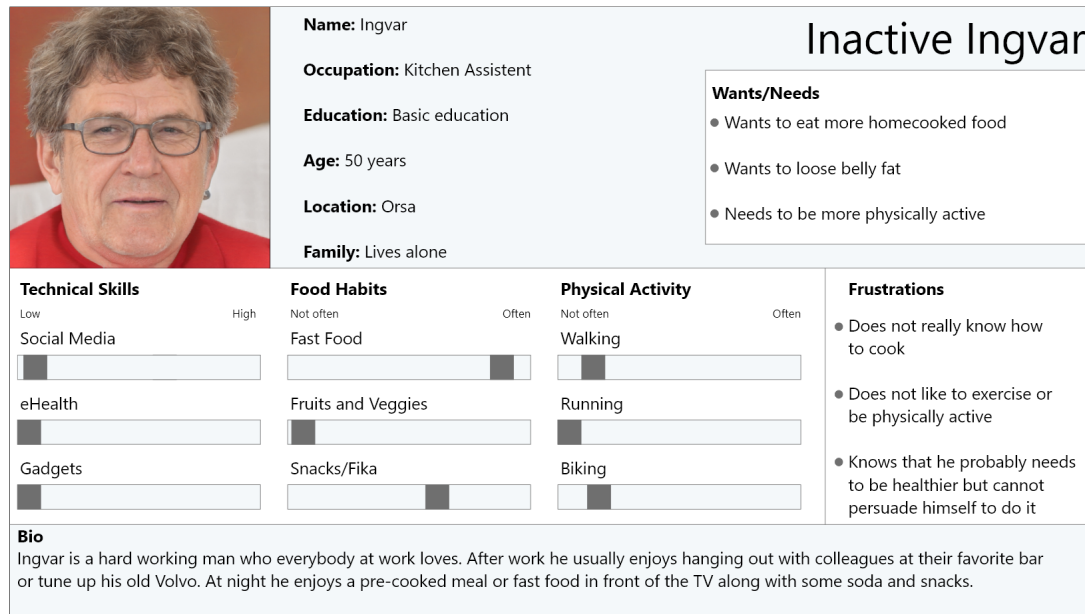 Inactive Ingvar
Name: Ingvar
Occupation: Kitchen Assistent
Education: Basic education
Age: 50 years
Location: Orsa
Family: Lives alone
Wants/Needs
Wants to eat more homecooked food
Wants to loose belly fat
Needs to be more physically active
Technical Skills
Low High
Social Media
eHealth
Gadgets
Food Habits
Not often Often
Fast Food
Fruits and Veggies
Snacks/Fika
Physical Activity
Not often Often
Walking
Running
Biking
Frustrations
Does not really know how
to cook
Does not like to exercise or
be physically active
Knows that he probably needs
to be healthier but cannot
persuade himself to do it
Bio
Ingvar is a hard working man who everybody at work loves. After work he usually enjoys hanging out with colleagues at their favorite bar
or tune up his old Volvo. At night he enjoys a pre-cooked meal or fast food in front of the TV along with some soda and snacks.